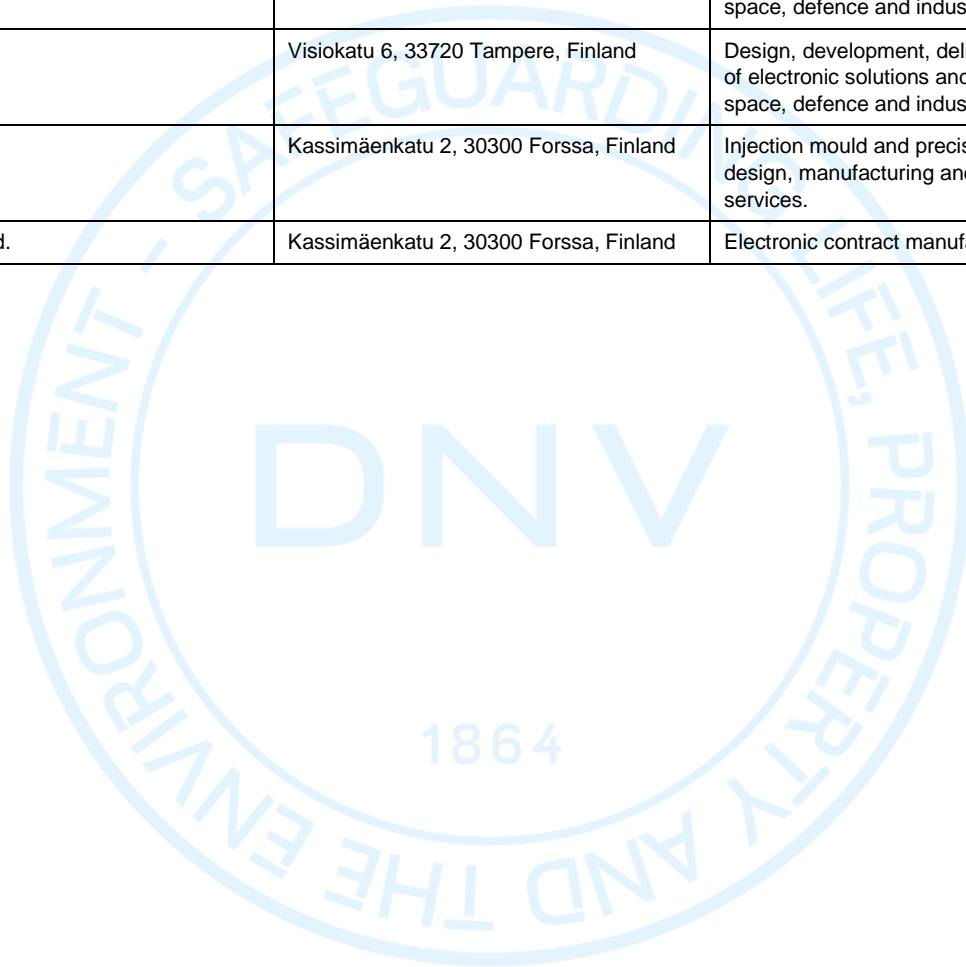 space, defence and indus
Visiokatu 6, 33720 Tampere, Finland
Design, development, deli
of electronic solutions and
space, defence and indus
Kassimäenkatu 2, 30300 Forssa, Finland
Injection mould and precis
design, manufacturing and
services.
d.
Kassimäenkatu 2, 30300 Forssa, Finland
Electronic contract manufa
SAFEGUARDING LIFE, PROPERTY AND THE ENVIRONMENT -
DNV
1864